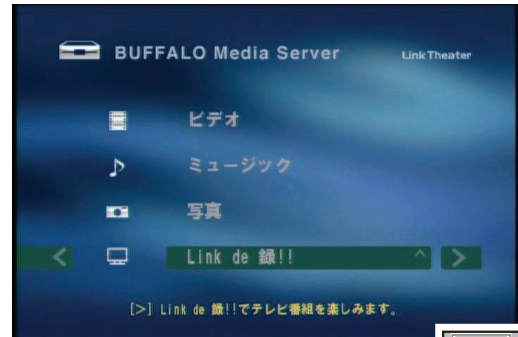 BUFFALO Media Server LinkTheater
ビデオ
ミュージック
写真
Link de 録!!
[>] Link de 録!!でテレビ番組を楽しみます。